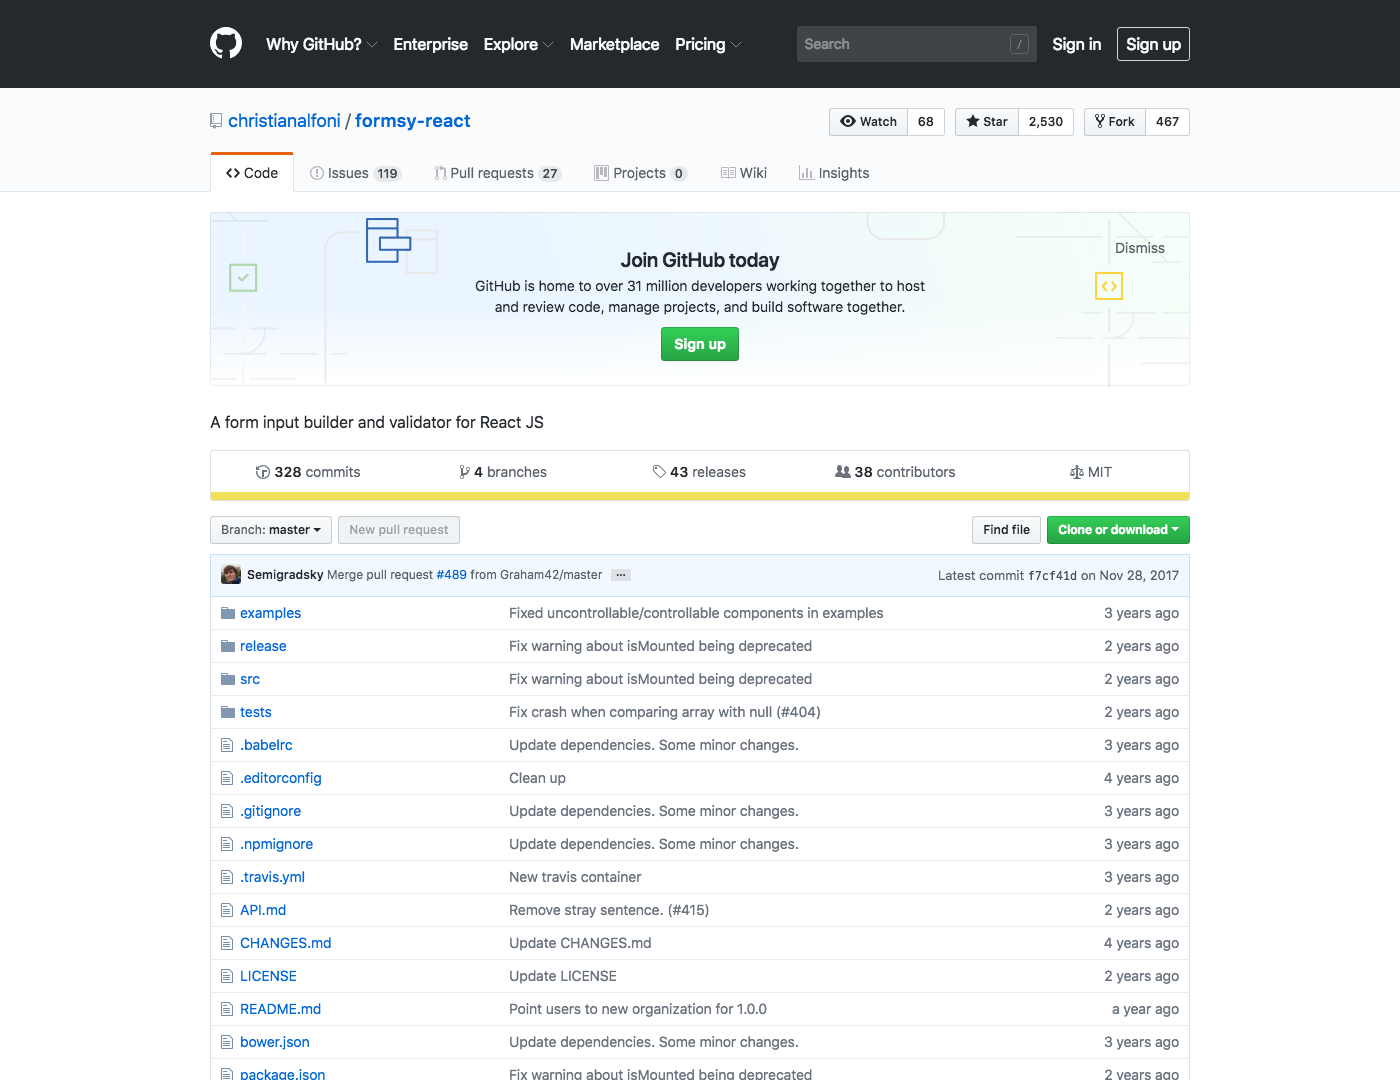 Why GitHub? Enterprise Explore Marketplace Pricing Search / Sign in Sign up
christianalfoni / formsy-react Watch 68 Star 2,530 Fork 467
Code Issues 119 Pull requests 27 Projects 0 Wiki Insights
Dismiss
Join GitHub today
GitHub is home to over 31 million developers working together to host
and review code, manage projects, and build software together.
Sign up
A form input builder and validator for React JS
328 commits 4 branches 43 releases 38 contributors MIT
Branch: master New pull request Find file Clone or download
Semigradsky Merge pull request #489 from Graham42/master … Latest commit f7cf41d on Nov 28, 2017
examples Fixed uncontrollable/controllable components in examples 3 years ago
release Fix warning about isMounted being deprecated 2 years ago
src Fix warning about isMounted being deprecated 2 years ago
tests Fix crash when comparing array with null (#404) 2 years ago
.babelrc Update dependencies. Some minor changes. 3 years ago
.editorconfig Clean up 4 years ago
.gitignore Update dependencies. Some minor changes. 3 years ago
.npmignore Update dependencies. Some minor changes. 3 years ago
.travis.yml New travis container 3 years ago
API.md Remove stray sentence. (#415) 2 years ago
CHANGES.md Update CHANGES.md 4 years ago
LICENSE Update LICENSE 2 years ago
README.md Point users to new organization for 1.0.0 a year ago
bower.json Update dependencies. Some minor changes. 3 years ago
package.json Fix warning about isMounted being deprecated 2 years ago